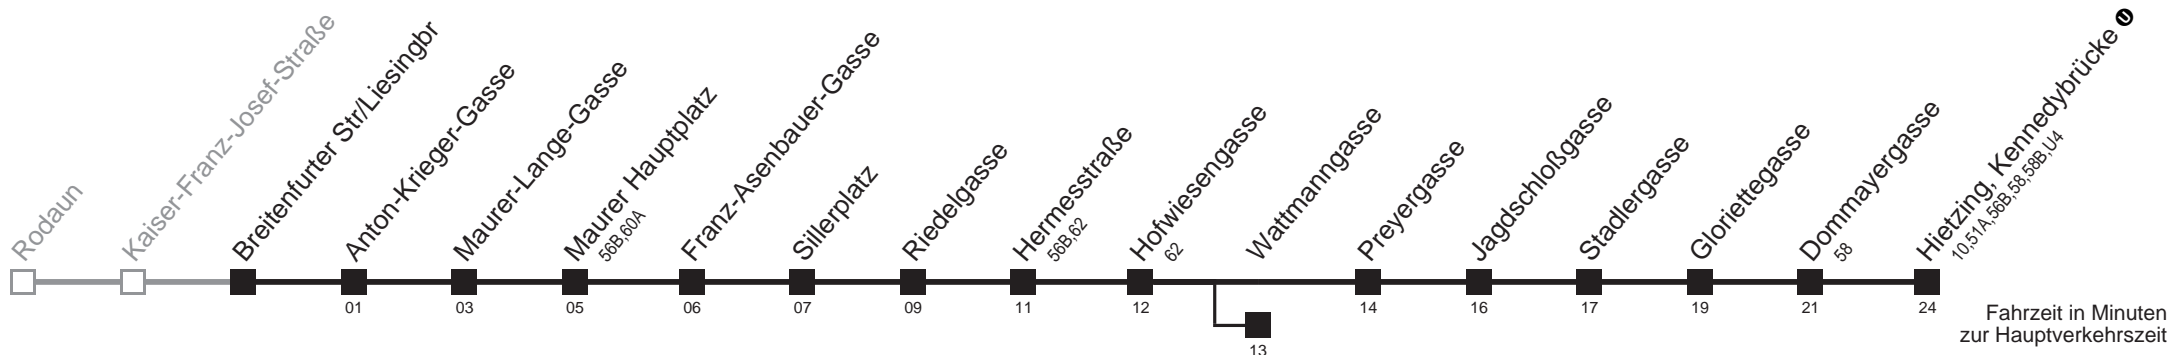 Rodaun
Kaiser-Franz-Josef-Straße
Breitenfurter Str/Liesingbr
Anton-Krieger-Gasse
01
Maurer-Lange-Gasse
03
Maurer Hauptplatz
56B,60A
05
Franz-Asenbauer-Gasse
06
Sillerplatz
07
Riedelgasse
09
Hermesstraße
56B,62
11
Hofwiesengasse
62
12
Wattmanngasse
13
Preyergasse
14
Jagdschloßgasse
16
Stadlergasse
17
Gloriettegasse
19
Dommayergasse
58
21
Hietzing, Kennedybrücke U
10,51A,56B,58,58B,U4
24
Fahrzeit in Minuten
zur Hauptverkehrszeit